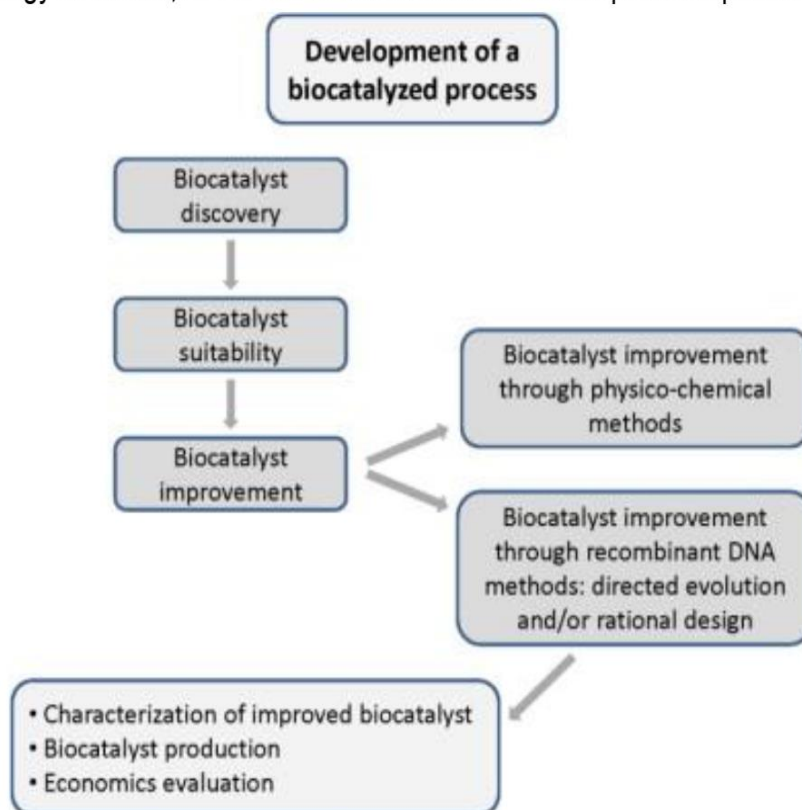 Development of a
biocatalyzed process
Biocatalyst
discovery
Biocatalyst
suitability
Biocatalyst
improvement
Biocatalyst improvement
through physico-chemical
methods
Biocatalyst improvement
through recombinant DNA
methods: directed evolution
and/or rational design
• Characterization of improved biocatalyst
• Biocatalyst production
• Economics evaluation